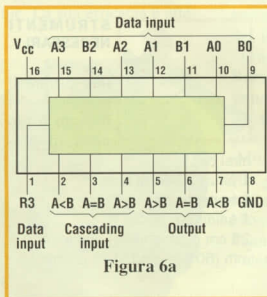 Data input
Vcc A3 B2 A2 A1 B1 A0 B0
16 15 14 13 12 11 10 9
1 2 3 4 5 6 7 8
R3 A<B A=B A>B A>B A=B A<B GND
Data input Cascading input Output
Figura 6a